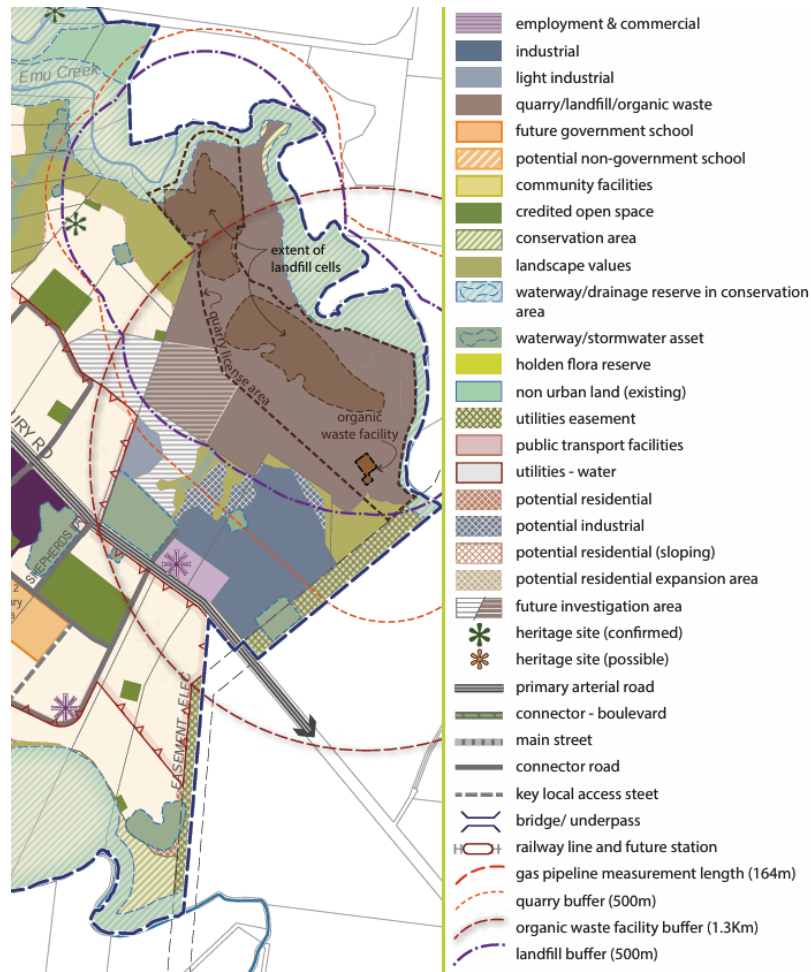 Emu Creek
extent of
landfill cells
quarry license area
organic
waste facility
URY RD
SHEPHERDS
2
EASEMENT ELEC
employment & commercial
industrial
light industrial
quarry/landfill/organic waste
future government school
potential non-government school
community facilities
credited open space
conservation area
landscape values
waterway/drainage reserve in conservation
area
waterway/stormwater asset
holden flora reserve
non urban land (existing)
utilities easement
public transport facilities
utilities - water
potential residential
potential industrial
potential residential (sloping)
potential residential expansion area
future investigation area
heritage site (confirmed)
heritage site (possible)
primary arterial road
connector - boulevard
main street
connector road
key local access steet
bridge/ underpass
railway line and future station
gas pipeline measurement length (164m)
quarry buffer (500m)
organic waste facility buffer (1.3Km)
landfill buffer (500m)